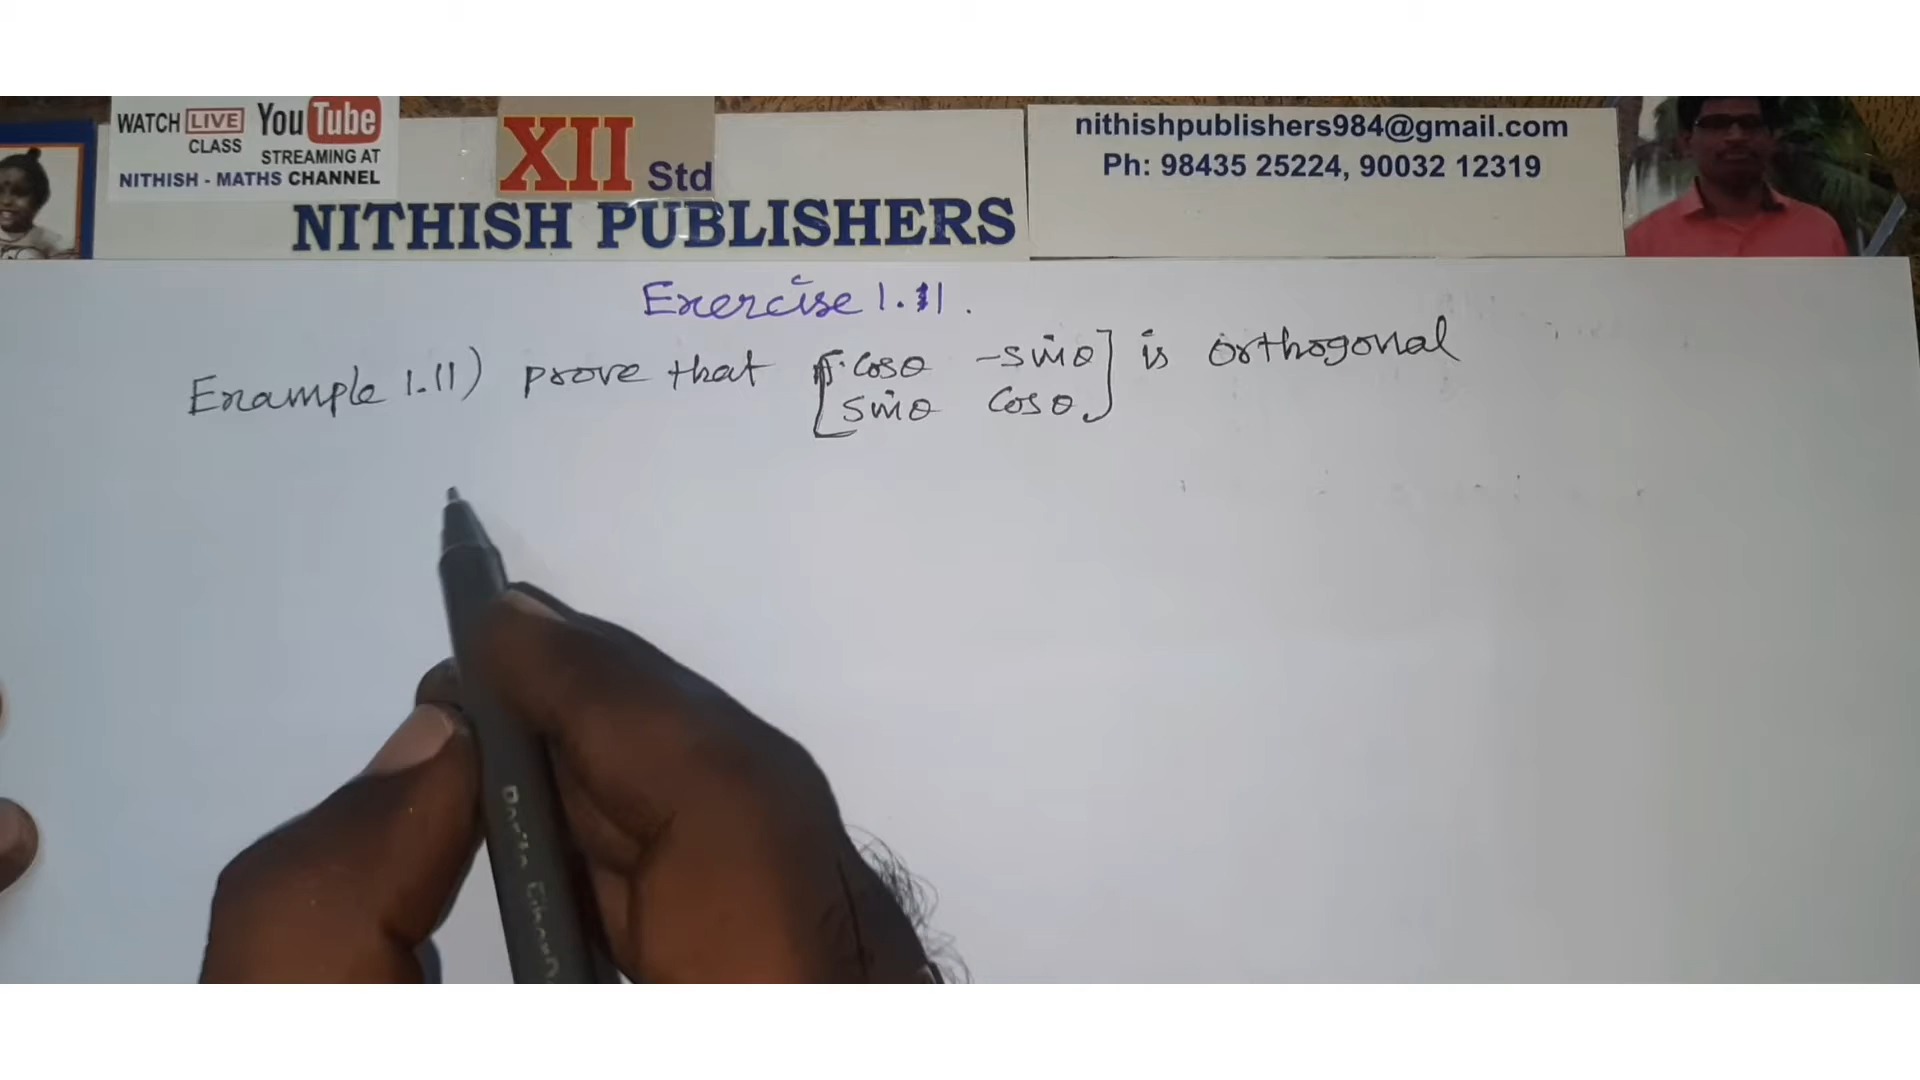 WATCH LIVE YouTube
CLASS STREAMING AT
NITHISH - MATHS CHANNEL
XII Std
NITHISH PUBLISHERS
nithishpublishers984@gmail.com
Ph: 98435 25224, 90032 12319
Exercise 1.11.
Example 1.11) prove that [cosθ -sinθ] is orthogonal
[sinθ cosθ]